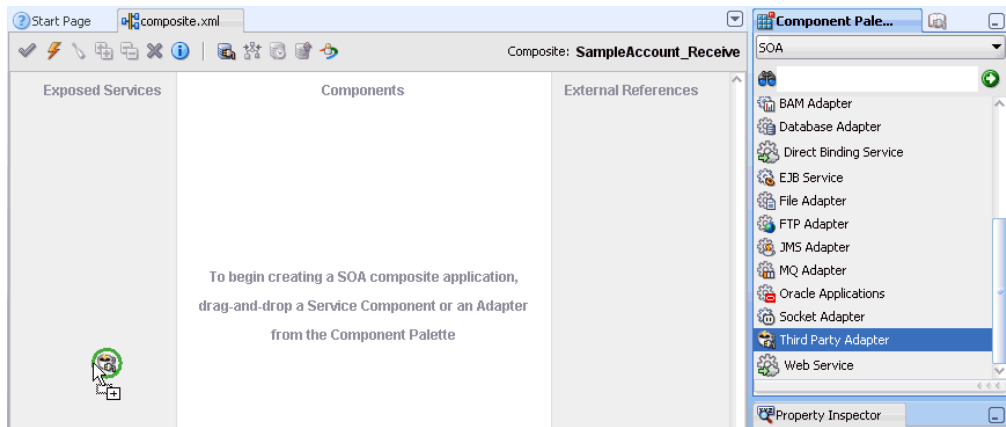 Start Page
composite.xml
Composite: SampleAccount_Receive
Exposed Services
Components
External References
To begin creating a SOA composite application,
drag-and-drop a Service Component or an Adapter
from the Component Palette
Component Pale...
SOA
BAM Adapter
Database Adapter
Direct Binding Service
EJB Service
File Adapter
FTP Adapter
JMS Adapter
MQ Adapter
Oracle Applications
Socket Adapter
Third Party Adapter
Web Service
Property Inspector